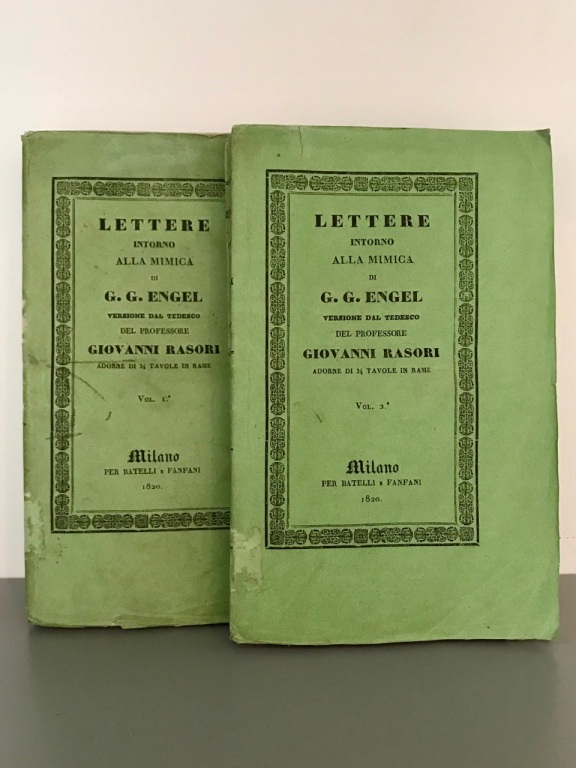 LETTERE
INTORNO
ALLA MIMICA
DI
G. G. ENGEL
VERSIONE DAL TEDESCO
DEL PROFESSORE
GIOVANNI RASORI
ADORNE DI 34 TAVOLE IN RAME
VOL. 1.°
Milano
PER BATELLI E FANFANI
1820.
LETTERE
INTORNO
ALLA MIMICA
DI
G. G. ENGEL
VERSIONE DAL TEDESCO
DEL PROFESSORE
GIOVANNI RASORI
ADORNE DI 34 TAVOLE IN RAME
VOL. 2.°
Milano
PER BATELLI E FANFANI
1820.